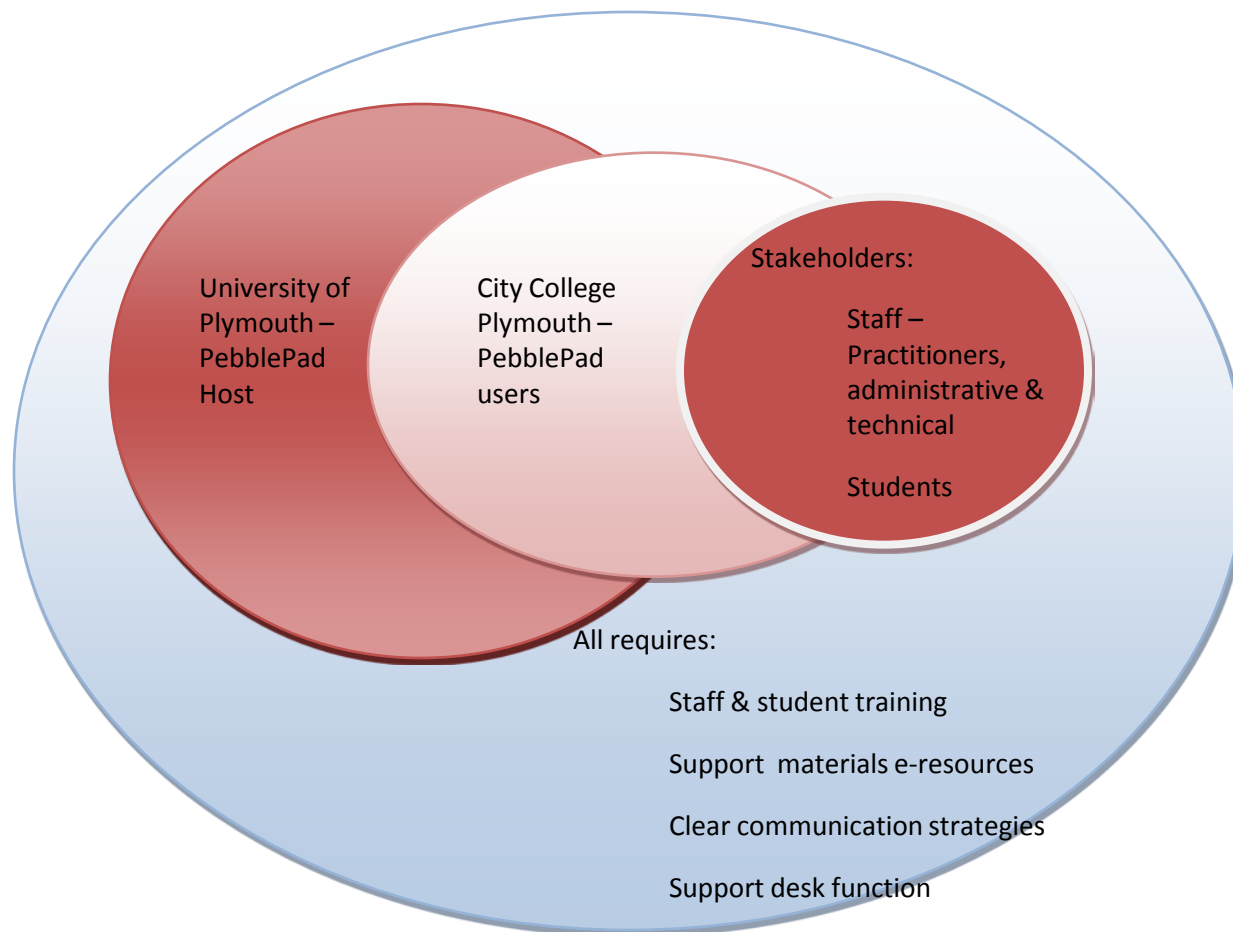 University of
Plymouth –
PebblePad
Host
City College
Plymouth –
PebblePad
users
Stakeholders:
Staff –
Practitioners,
administrative &
technical
Students
All requires:
Staff & student training
Support  materials e-resources
Clear communication strategies
Support desk function